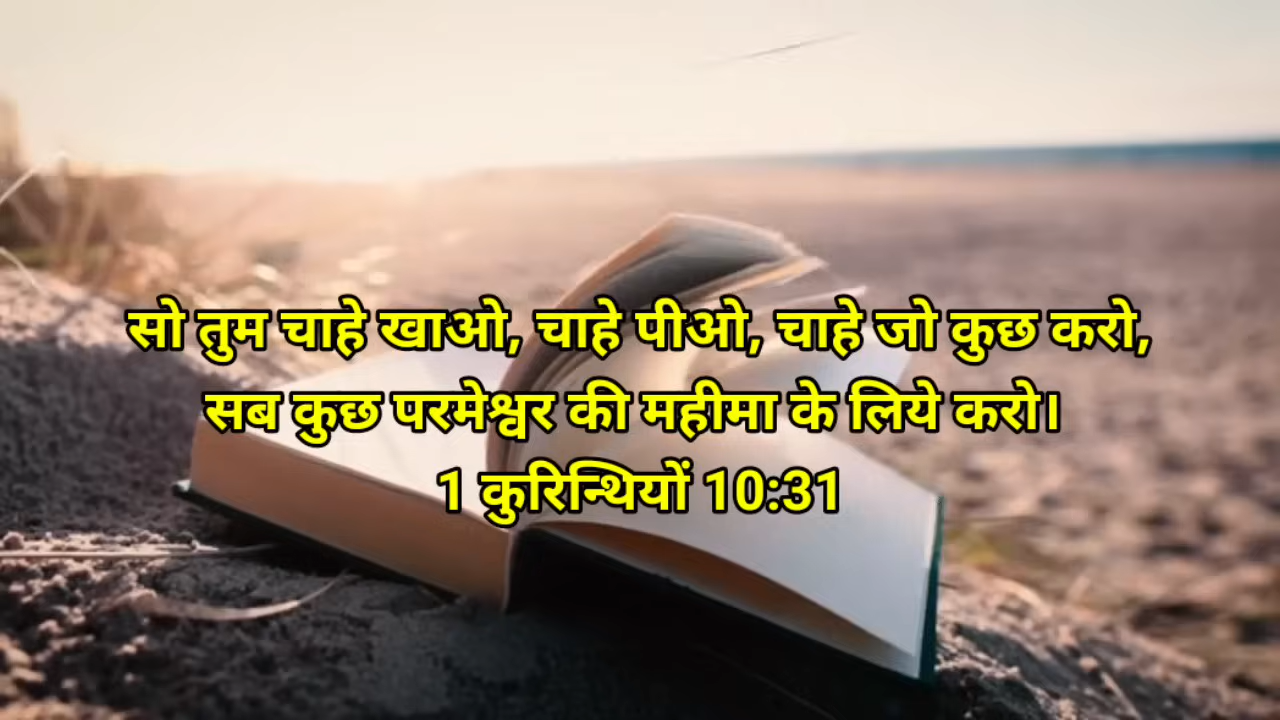 सो तुम चाहे खाओ, चाहे पीओ, चाहे जो कुछ करो,
सब कुछ परमेश्वर की महीमा के लिये करो।
1 कुरिन्थियों 10:31